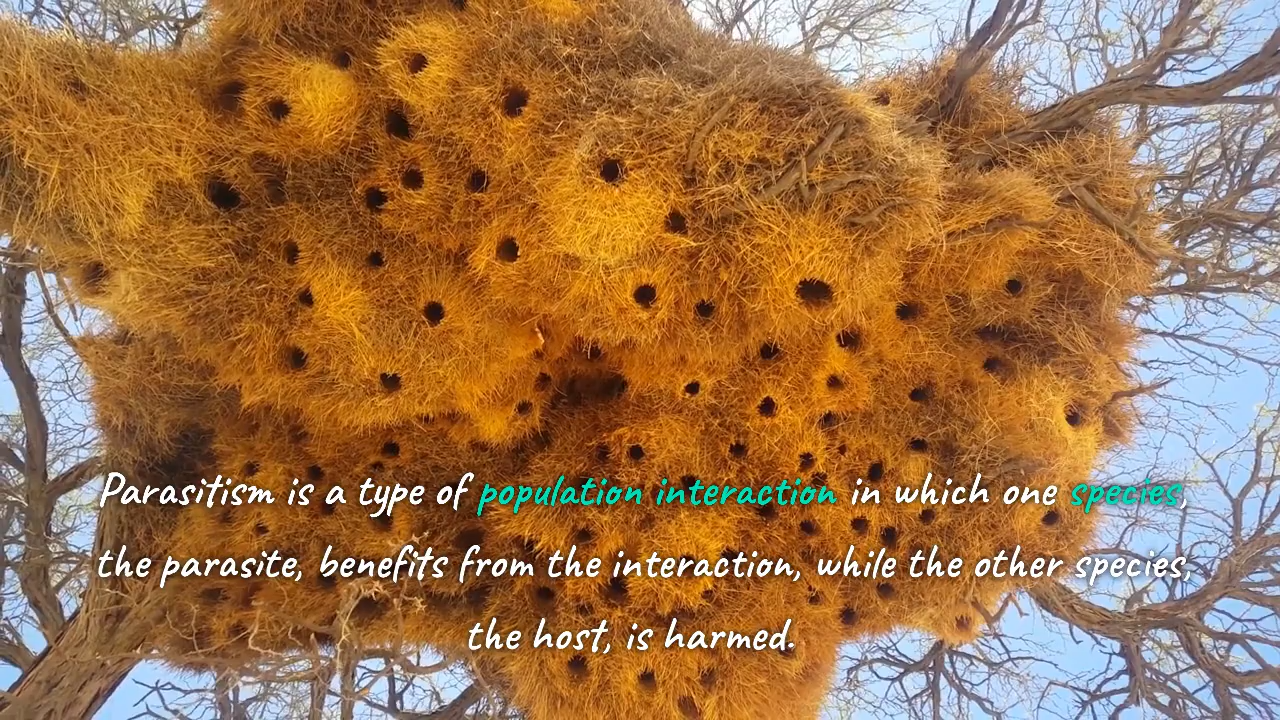 Parasitism is a type of population interaction in which one species,
the parasite, benefits from the interaction, while the other species,
the host, is harmed.